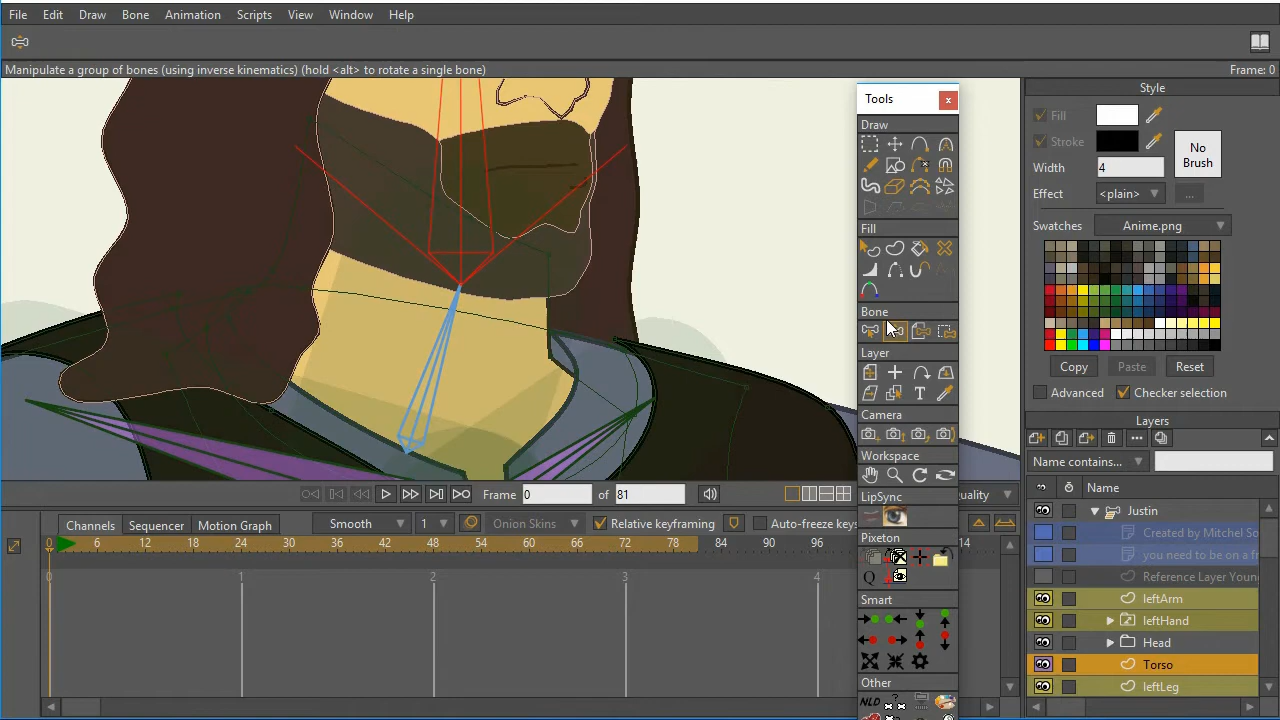 File Edit Draw Bone Animation Scripts View Window Help
Manipulate a group of bones (using inverse kinematics) (hold <alt> to rotate a single bone) Frame: 0
Style
Tools
Draw
Fill
Stroke
No Brush
Width 4
Effect <plain> ...
Swatches Anime.png
Fill
Bone
Layer
Copy Paste Reset
Advanced Checker selection
Camera
Layers
Workspace
Name contains...
Name
LipSync
Frame 0 of 81
Quality
Channels Sequencer Motion Graph Smooth 1 Onion Skins Relative keyframing Auto-freeze keys
0 6 12 18 24 30 36 42 48 54 60 66 72 78 84 90 96 14
0 1 2 3 4
Pixeton
Q
Smart
Other
NLD
Justin
Created by Mitchel So
you need to be on a fr
Reference Layer Youn
leftArm
leftHand
Head
Torso
leftLeg